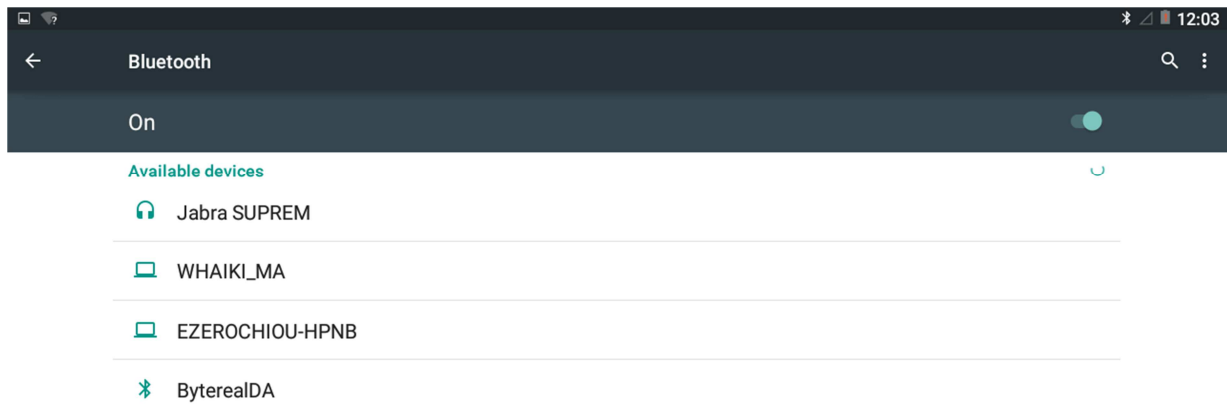 12:03
Bluetooth
On
Available devices
Jabra SUPREM
WHAIKI_MA
EZEROCHIOU-HPNB
ByterealDA